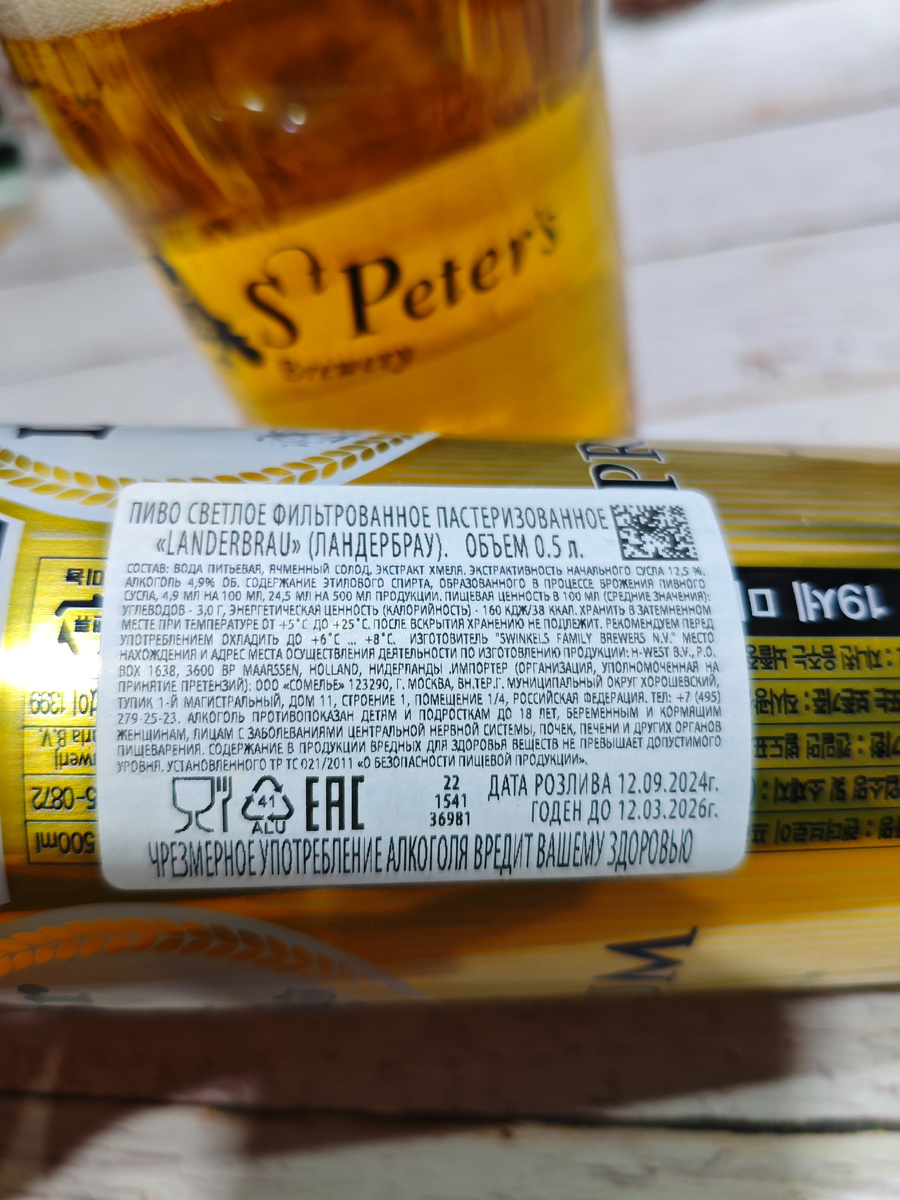 St Peter's
Brewery
PR
ПИВО СВЕТЛОЕ ФИЛЬТРОВАННОЕ ПАСТЕРИЗОВАННОЕ
«LANDERBRAU» (ЛАНДЕРБРАУ). ОБЪЕМ 0.5 л.
СОСТАВ: ВОДА ПИТЬЕВАЯ, ЯЧМЕННЫЙ СОЛОД, ЭКСТРАКТ ХМЕЛЯ. ЭКСТРАКТИВНОСТЬ НАЧАЛЬНОГО СУСЛА 12,5 %.
АЛКОГОЛЬ 4,9% ОБ. СОДЕРЖАНИЕ ЭТИЛОВОГО СПИРТА, ОБРАЗОВАННОГО В ПРОЦЕССЕ БРОЖЕНИЯ ПИВНОГО
СУСЛА, 4,9 МЛ НА 100 МЛ, 24,5 МЛ НА 500 МЛ ПРОДУКЦИИ. ПИЩЕВАЯ ЦЕННОСТЬ В 100 МЛ (СРЕДНИЕ ЗНАЧЕНИЯ):
УГЛЕВОДОВ - 3,0 Г, ЭНЕРГЕТИЧЕСКАЯ ЦЕННОСТЬ (КАЛОРИЙНОСТЬ) - 160 КДЖ/38 ККАЛ. ХРАНИТЬ В ЗАТЕМНЕННОМ
МЕСТЕ ПРИ ТЕМПЕРАТУРЕ ОТ +5°C ДО +25°C. ПОСЛЕ ВСКРЫТИЯ ХРАНЕНИЮ НЕ ПОДЛЕЖИТ. РЕКОМЕНДУЕМ ПЕРЕД
УПОТРЕБЛЕНИЕМ ОХЛАДИТЬ ДО +6°C ... +8°C. ИЗГОТОВИТЕЛЬ "SWINKELS FAMILY BREWERS N.V." МЕСТО
НАХОЖДЕНИЯ И АДРЕС МЕСТА ОСУЩЕСТВЛЕНИЯ ДЕЯТЕЛЬНОСТИ ПО ИЗГОТОВЛЕНИЮ ПРОДУКЦИИ: H-WEST B.V., P.O.
BOX 1638, 3600 BP MAARSSEN, HOLLAND, НИДЕРЛАНДЫ .ИМПОРТЕР (ОРГАНИЗАЦИЯ, УПОЛНОМОЧЕННАЯ НА
ПРИНЯТИЕ ПРЕТЕНЗИЙ): ООО «СОМЕЛЬЕ» 123290, Г. МОСКВА, ВН.ТЕР.Г. МУНИЦИПАЛЬНЫЙ ОКРУГ ХОРОШЕВСКИЙ,
ТУПИК 1-Й МАГИСТРАЛЬНЫЙ, ДОМ 11, СТРОЕНИЕ 1, ПОМЕЩЕНИЕ 1/4, РОССИЙСКАЯ ФЕДЕРАЦИЯ, ТЕЛ: +7 (495)
279-25-23. АЛКОГОЛЬ ПРОТИВОПОКАЗАН ДЕТЯМ И ПОДРОСТКАМ ДО 18 ЛЕТ, БЕРЕМЕННЫМ И КОРМЯЩИМ
ЖЕНЩИНАМ, ЛИЦАМ С ЗАБОЛЕВАНИЯМИ ЦЕНТРАЛЬНОЙ НЕРВНОЙ СИСТЕМЫ, ПОЧЕК, ПЕЧЕНИ И ДРУГИХ ОРГАНОВ
ПИЩЕВАРЕНИЯ. СОДЕРЖАНИЕ В ПРОДУКЦИИ ВРЕДНЫХ ДЛЯ ЗДОРОВЬЯ ВЕЩЕСТВ НЕ ПРЕВЫШАЕТ ДОПУСТИМОГО
УРОВНЯ, УСТАНОВЛЕННОГО ТР ТС 021/2011 «О БЕЗОПАСНОСТИ ПИЩЕВОЙ ПРОДУКЦИИ».
41
ALU
EAC
22
1541
36981
ДАТА РОЗЛИВА 12.09.2024г.
ГОДЕН ДО 12.03.2026г.
ЧРЕЗМЕРНОЕ УПОТРЕБЛЕНИЕ АЛКОГОЛЯ ВРЕДИТ ВАШЕМУ ЗДОРОВЬЮ
19세
1399
B.V.
5-0872
500ml